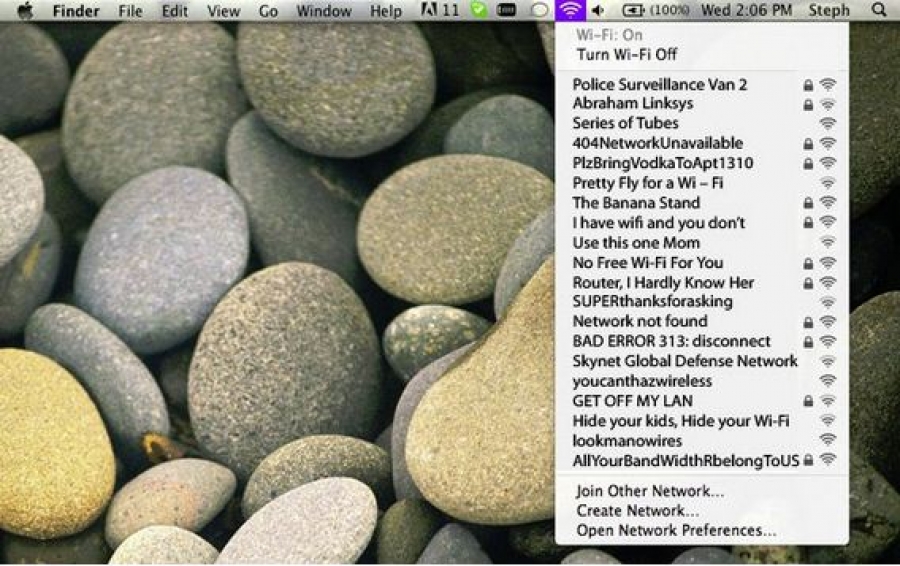 Finder File Edit View Go Window Help 11 (100%) Wed 2:06 PM Steph
Wi-Fi: On
Turn Wi-Fi Off
Police Surveillance Van 2
Abraham Linksys
Series of Tubes
404NetworkUnavailable
PlzBringVodkaToApt1310
Pretty Fly for a Wi – Fi
The Banana Stand
I have wifi and you don't
Use this one Mom
No Free Wi-Fi For You
Router, I Hardly Know Her
SUPERthanksforasking
Network not found
BAD ERROR 313: disconnect
Skynet Global Defense Network
youcanthazwireless
GET OFF MY LAN
Hide your kids, Hide your Wi-Fi
lookmanowires
AllYourBandWidthRbelongToUS
Join Other Network...
Create Network...
Open Network Preferences...